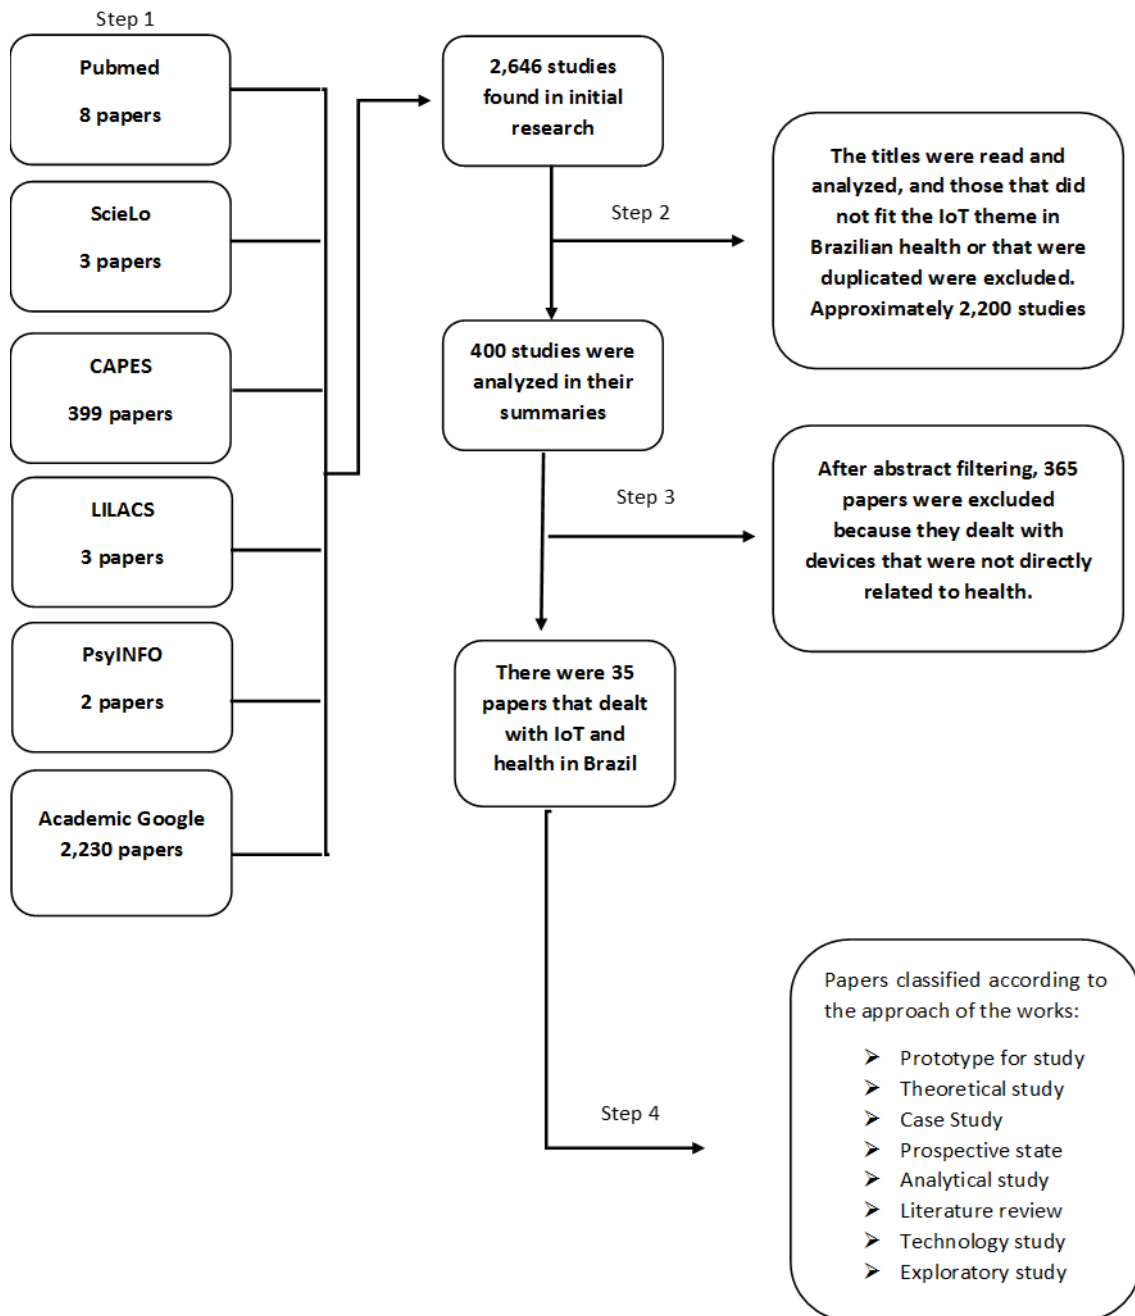 Step 1
Pubmed
8 papers
ScieLo
3 papers
CAPES
399 papers
LILACS
3 papers
PsyINFO
2 papers
Academic Google
2,230 papers
2,646 studies
found in initial
research
Step 2
The titles were read and
analyzed, and those that did
not fit the IoT theme in
Brazilian health or that were
duplicated were excluded.
Approximately 2,200 studies
400 studies were
analyzed in their
summaries
Step 3
After abstract filtering, 365
papers were excluded
because they dealt with
devices that were not directly
related to health.
There were 35
papers that dealt
with IoT and
health in Brazil
Step 4
Papers classified according to
the approach of the works:
➤ Prototype for study
➤ Theoretical study
➤ Case Study
➤ Prospective state
➤ Analytical study
➤ Literature review
➤ Technology study
➤ Exploratory study